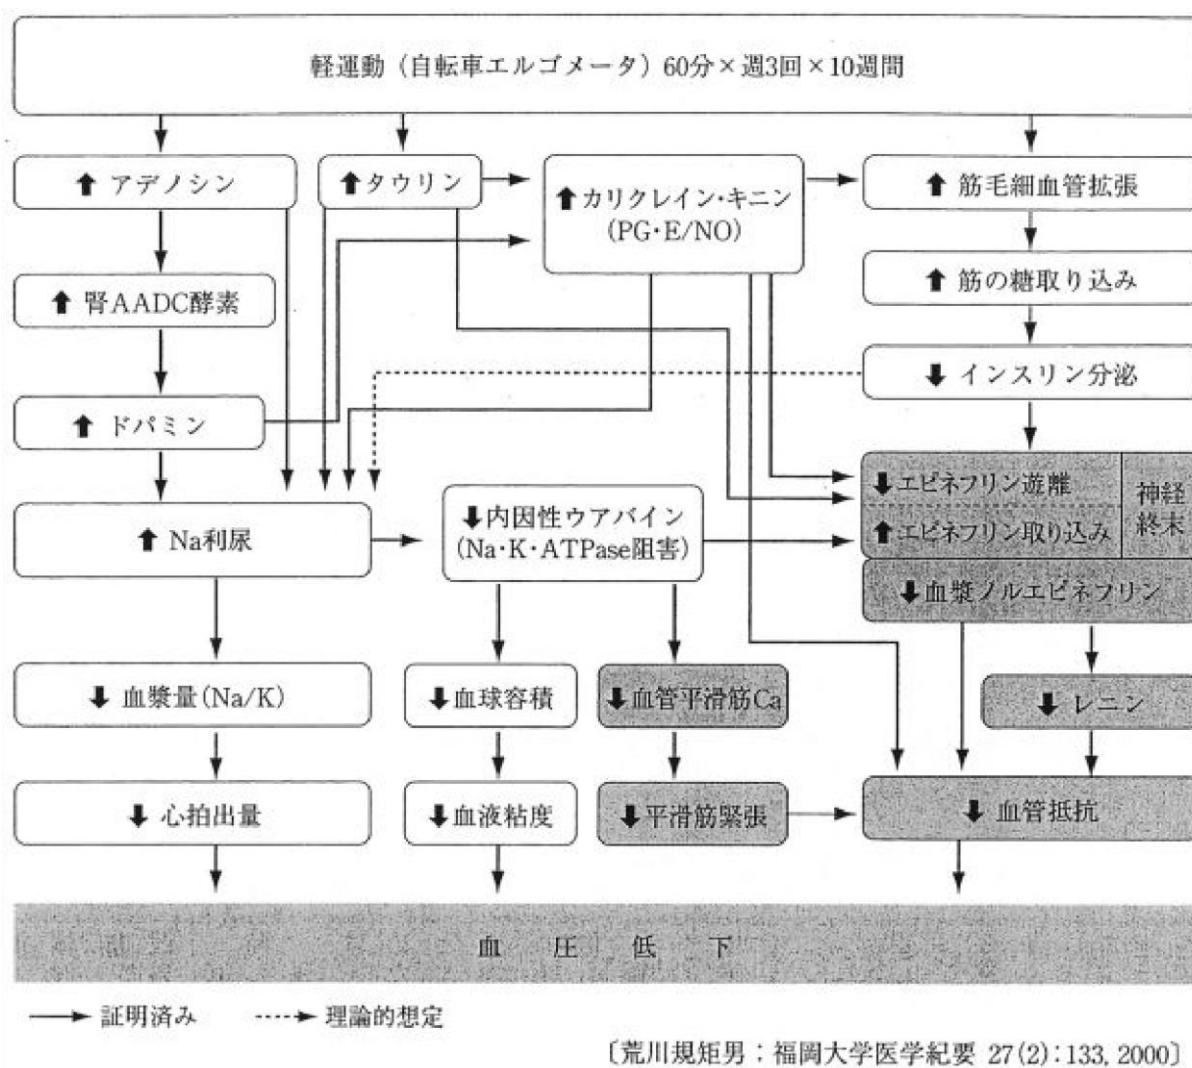 軽運動（自転車エルゴメータ）60分×週3回×10週間
⬆ アデノシン
⬆ タウリン
⬆ カリクレイン・キニン
(PG・E/NO)
⬆ 筋毛細血管拡張
⬆ 腎AADC酵素
⬆ 筋の糖取り込み
⬆ ドパミン
⬇ インスリン分泌
⬆ Na利尿
⬇ 内因性ウアバイン
(Na・K・ATPase阻害)
⬇ エピネフリン遊離
⬆ エピネフリン取り込み
神経
終末
⬇ 血漿ノルエピネフリン
⬇ 血漿量(Na/K)
⬇ 血球容積
⬇ 血管平滑筋Ca
⬇ レニン
⬇ 心拍出量
⬇ 血液粘度
⬇ 平滑筋緊張
⬇ 血管抵抗
血 圧 低 下
証明済み
理論的想定
〔荒川規矩男；福岡大学医学紀要 27(2):133, 2000〕